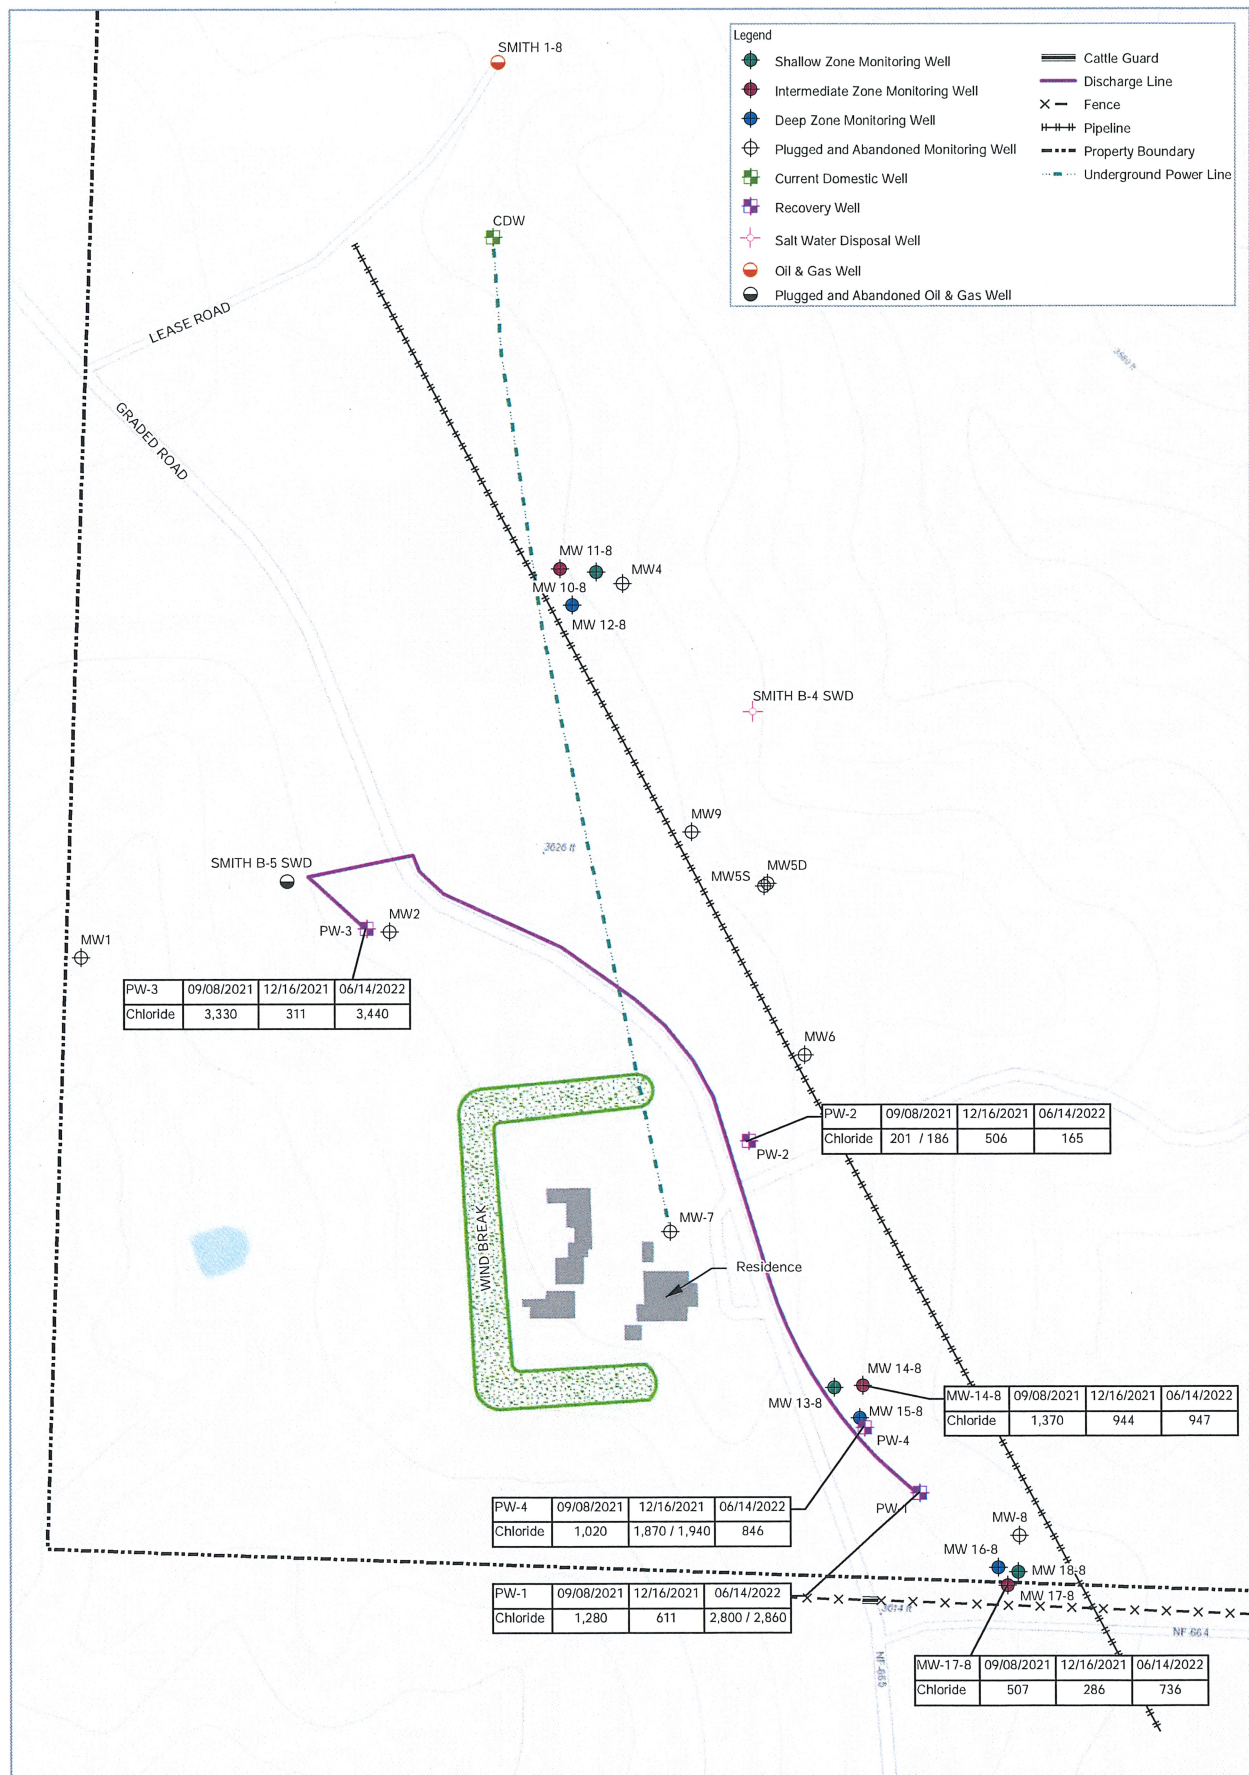 SMITH 1-8
Legend
Shallow Zone Monitoring Well
Intermediate Zone Monitoring Well
Deep Zone Monitoring Well
Plugged and Abandoned Monitoring Well
Current Domestic Well
Recovery Well
Salt Water Disposal Well
Oil & Gas Well
Plugged and Abandoned Oil & Gas Well
Cattle Guard
Discharge Line
Fence
Pipeline
Property Boundary
Underground Power Line
CDW
LEASE ROAD
3580 ft
GRADED ROAD
MW 11-8
MW4
MW 10-8
MW 12-8
SMITH B-4 SWD
MW9
3626 ft
SMITH B-5 SWD
MW5D
MW5S
MW2
PW-3
MW1
PW-3 09/08/2021 12/16/2021 06/14/2022
Chloride 3,330 311 3,440
MW6
PW-2 09/08/2021 12/16/2021 06/14/2022
Chloride 201 / 186 506 165
PW-2
MW-7
WIND BREAK
Residence
MW 14-8
MW 13-8
MW-14-8 09/08/2021 12/16/2021 06/14/2022
Chloride 1,370 944 947
MW 15-8
PW-4
PW-4 09/08/2021 12/16/2021 06/14/2022
Chloride 1,020 1,870 / 1,940 846
PW-1
MW-8
MW 16-8
MW 18-8
MW 17-8
PW-1 09/08/2021 12/16/2021 06/14/2022
Chloride 1,280 611 2,800 / 2,860
3614 ft
NF-664
NF-665
MW-17-8 09/08/2021 12/16/2021 06/14/2022
Chloride 507 286 736